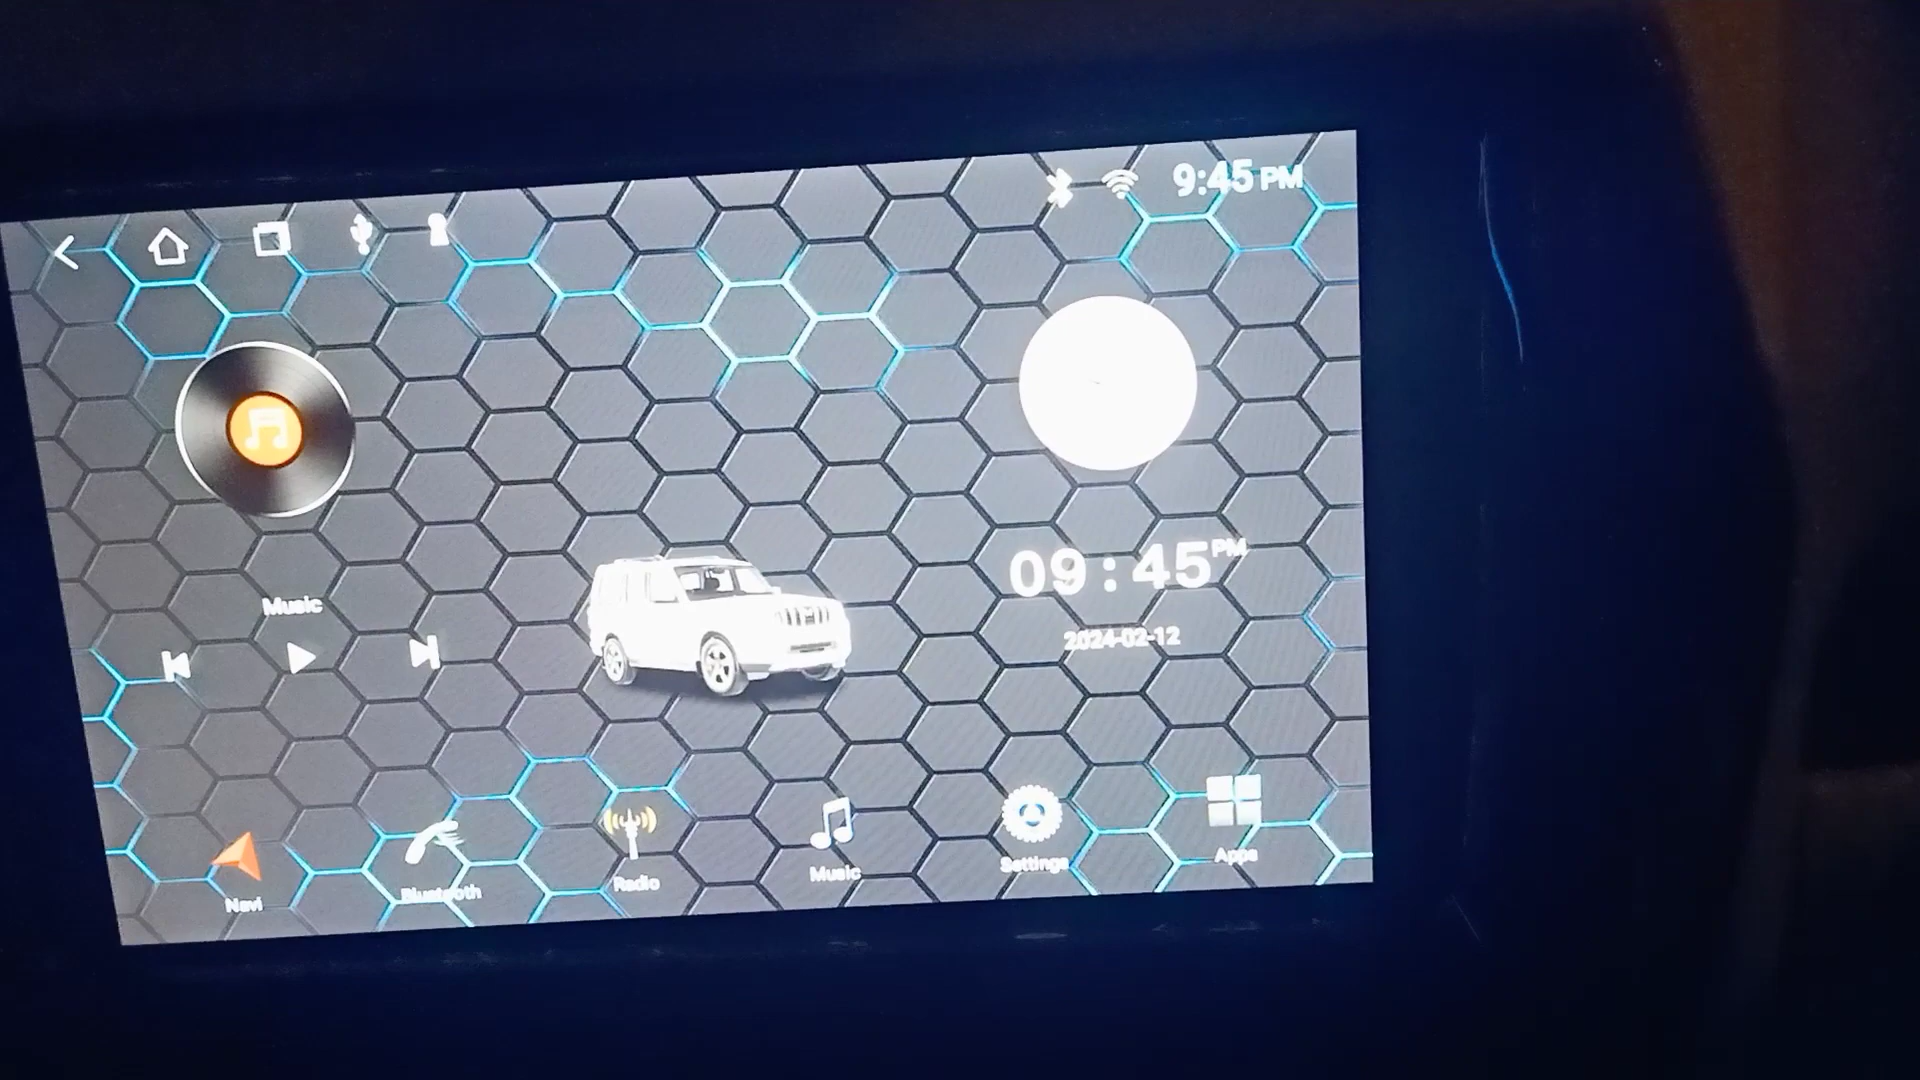 9:45 PM
Music
09:45 PM
2024-02-12
Navi
Bluetooth
Radio
Music
Settings
Apps